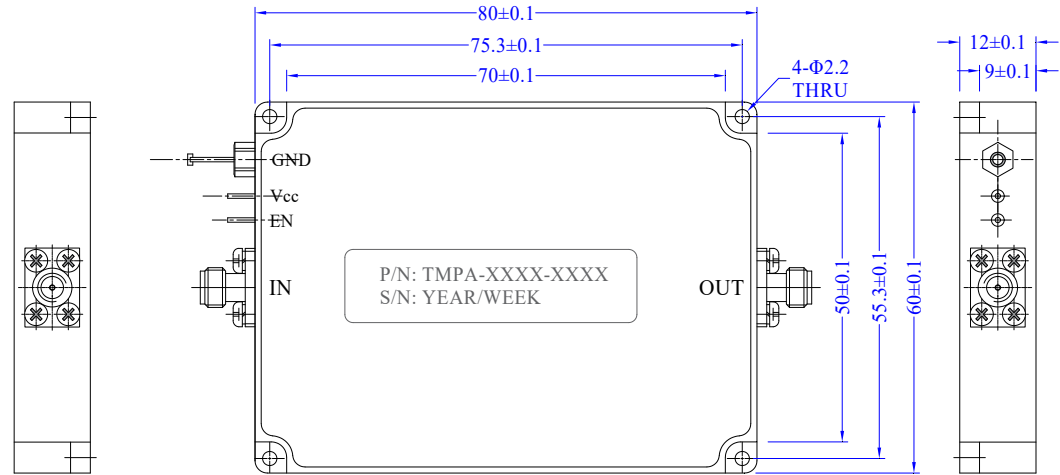 80±0.1
75.3±0.1
70±0.1
4-Φ2.2
THRU
12±0.1
9±0.1
GND
Vcc
EN
IN
P/N: TMPA-XXXX-XXXX
S/N: YEAR/WEEK
OUT
50±0.1
55.3±0.1
60±0.1